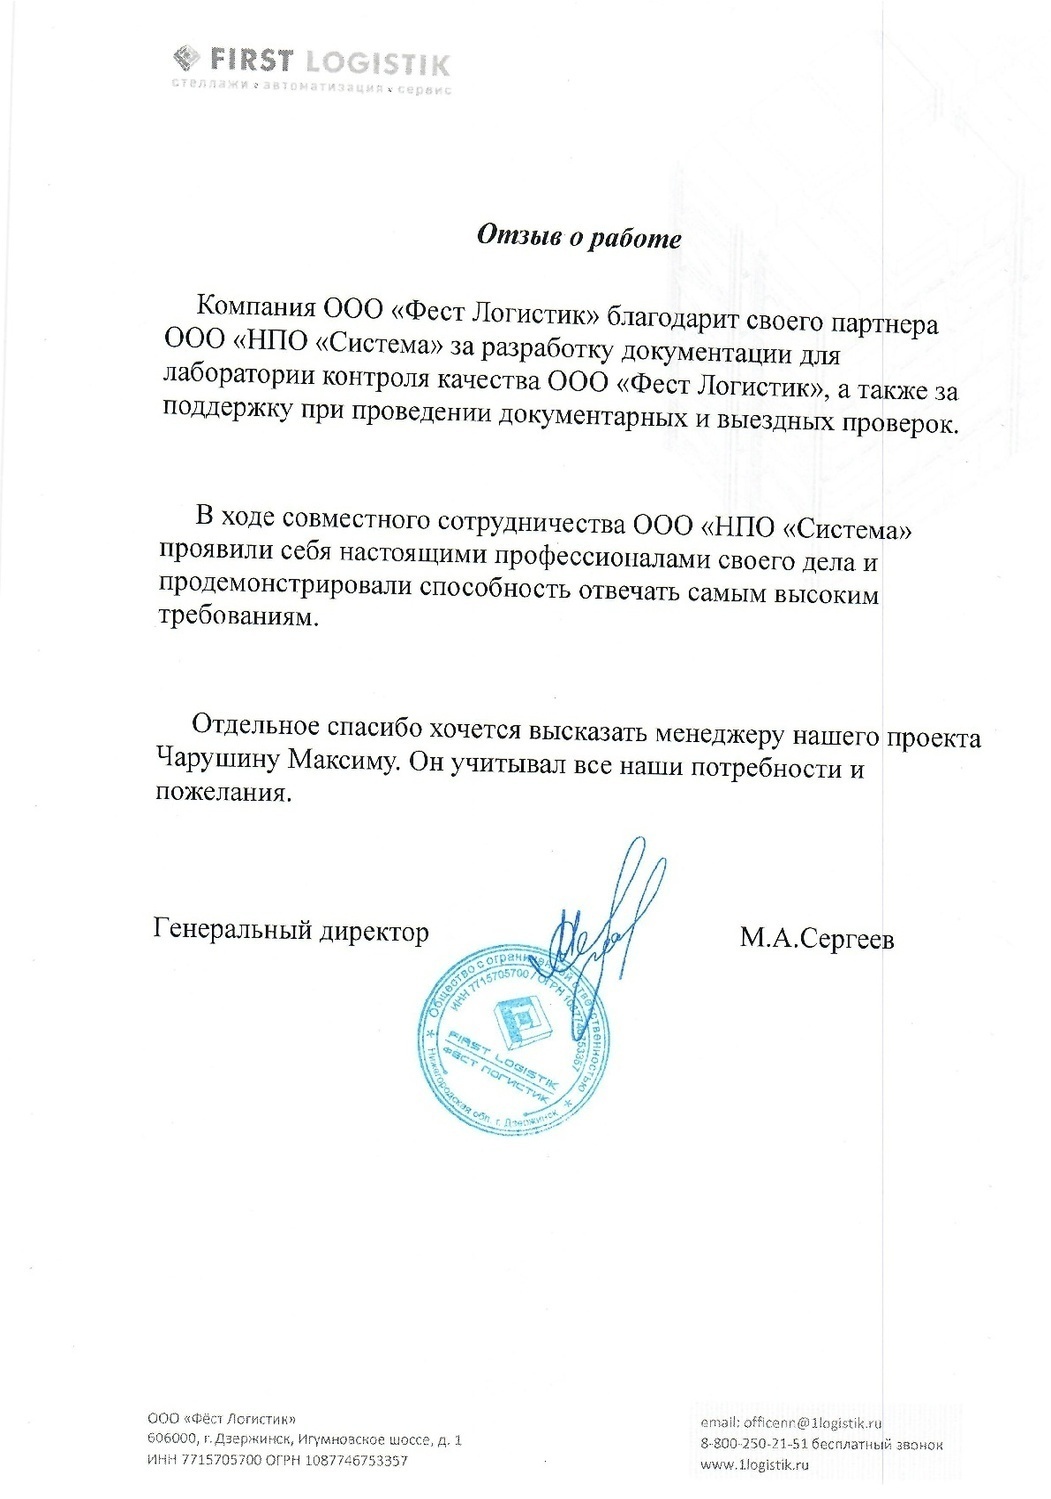 FIRST LOGISTIK
стеллажи автоматизация сервис
Отзыв о работе
Компания ООО «Фест Логистик» благодарит своего партнера
ООО «НПО «Система» за разработку документации для
лаборатории контроля качества ООО «Фест Логистик», а также за
поддержку при проведении документарных и выездных проверок.
В ходе совместного сотрудничества ООО «НПО «Система»
проявили себя настоящими профессионалами своего дела и
продемонстрировали способность отвечать самым высоким
требованиям.
Отдельное спасибо хочется высказать менеджеру нашего проекта
Чарушину Максиму. Он учитывал все наши потребности и
пожелания.
Генеральный директор
М.А.Сергеев
Общество с ограниченной ответственностью
ИНН 7715705700 / ОГРН 1087746753357
FIRST LOGISTIK
ФЕСТ ЛОГИСТИК
Нижегородская обл. г. Дзержинск
ООО «Фёст Логистик»
606000, г. Дзержинск, Игумновское шоссе, д. 1
ИНН 7715705700 ОГРН 1087746753357
email: officenn@1logistik.ru
8-800-250-21-51 бесплатный звонок
www.1logistik.ru